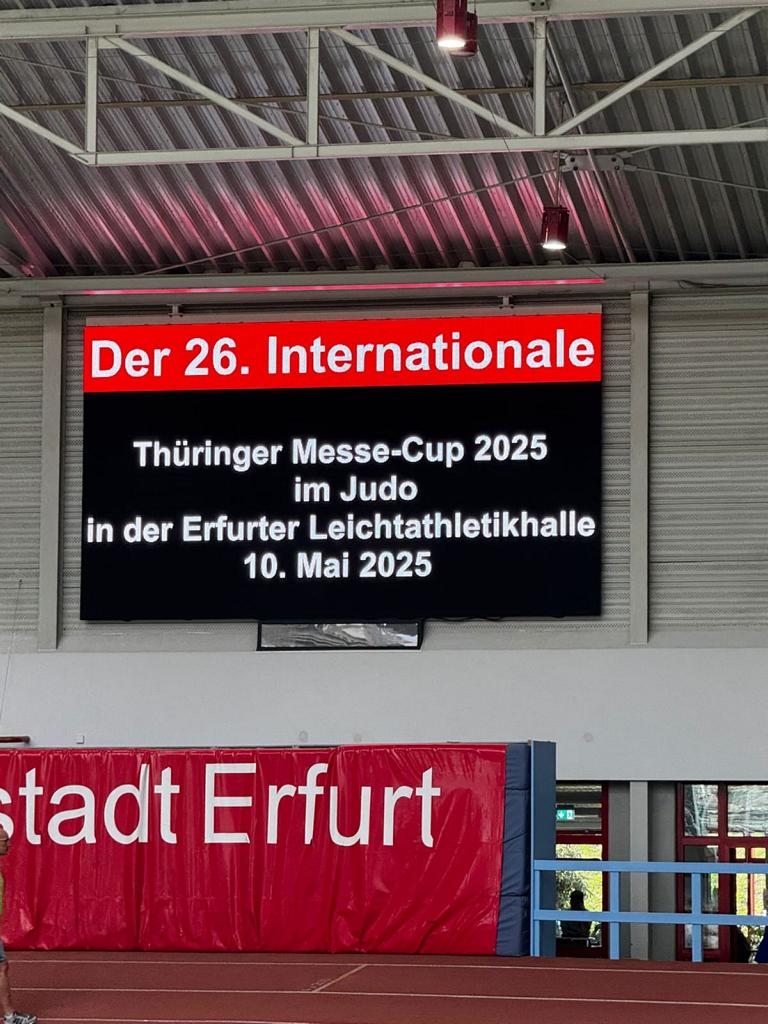 Der 26. Internationale
Thüringer Messe-Cup 2025
im Judo
in der Erfurter Leichtathletikhalle
10. Mai 2025
stadt Erfurt